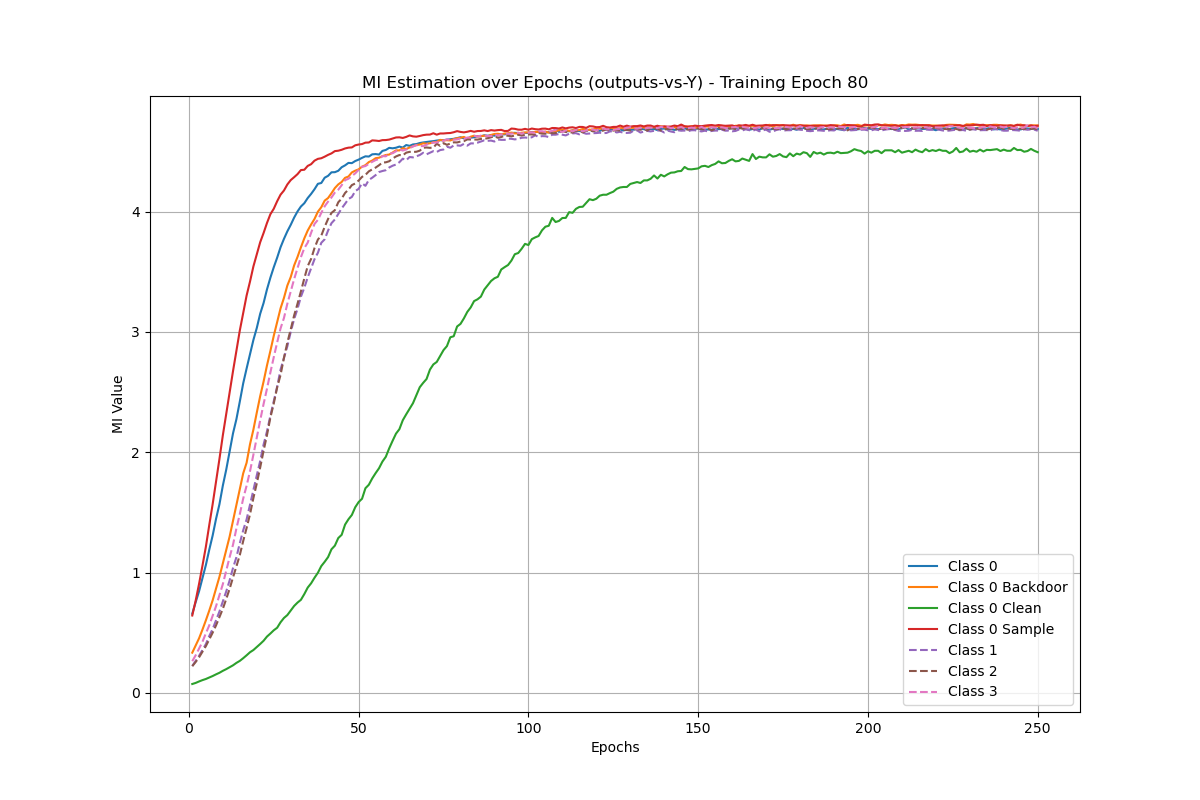 MI Estimation over Epochs (outputs-vs-Y) - Training Epoch 80
MI Value
4
3
2
1
0
0 50 100 150 200 250
Epochs
Class 0
Class 0 Backdoor
Class 0 Clean
Class 0 Sample
Class 1
Class 2
Class 3